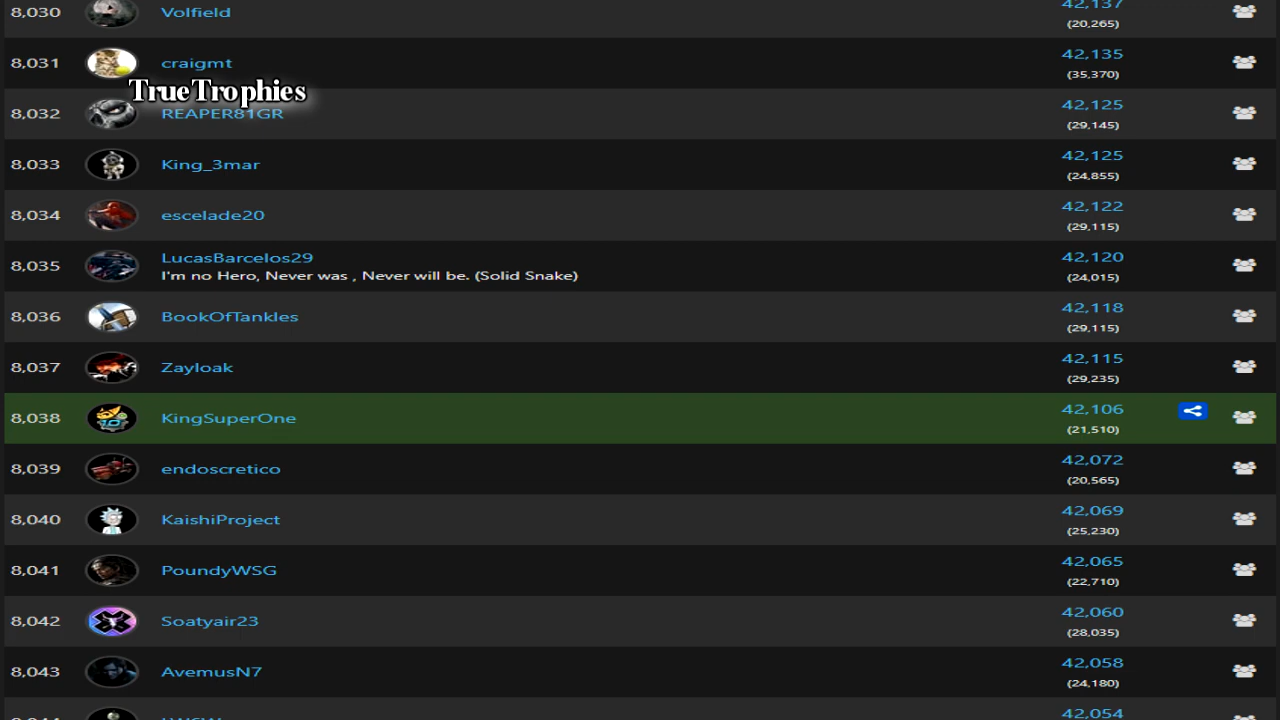 8,030 Volfield 42,137
(20,265)
8,031 craigmt 42,135
(35,370)
TrueTrophies
8,032 REAPER81GR 42,125
(29,145)
8,033 King_3mar 42,125
(24,855)
8,034 escelade20 42,122
(29,115)
8,035 LucasBarcelos29 42,120
I'm no Hero, Never was , Never will be. (Solid Snake) (24,015)
8,036 BookOfTankles 42,118
(29,115)
8,037 Zayloak 42,115
(29,235)
8,038 KingSuperOne 42,106
(21,510)
8,039 endoscretico 42,072
(20,565)
8,040 KaishiProject 42,069
(25,230)
8,041 PoundyWSG 42,065
(22,710)
8,042 Soatyair23 42,060
(28,035)
8,043 AvemusN7 42,058
(24,180)
42,054